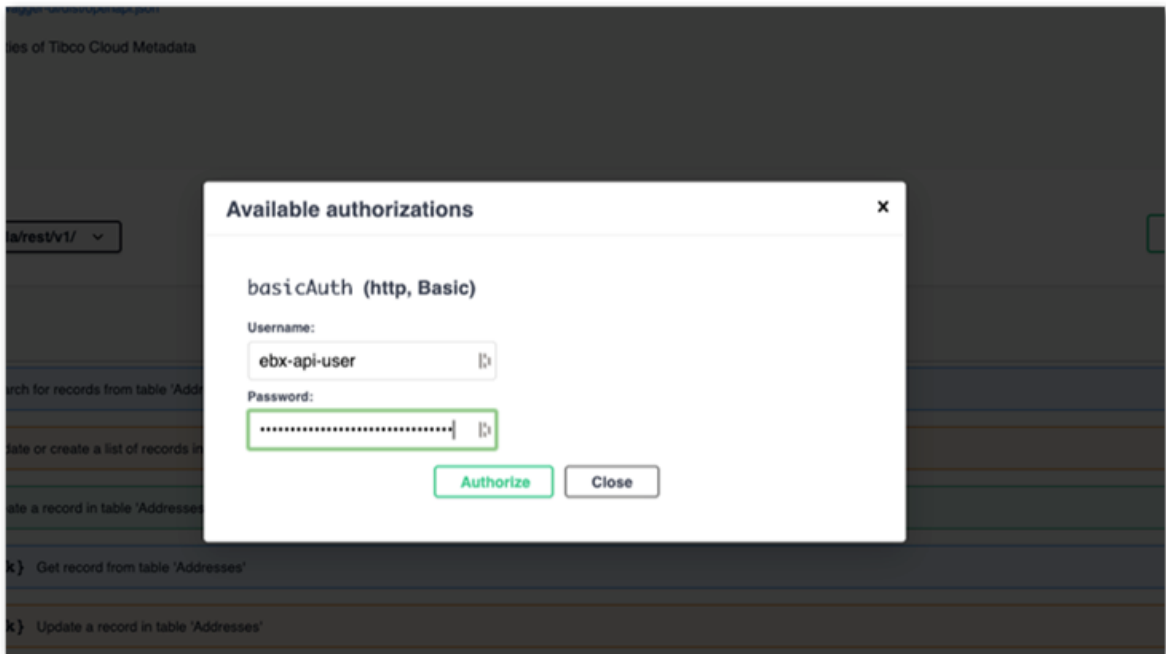 ies of Tibco Cloud Metadata
Available authorizations
×
la/rest/v1/
basicAuth (http, Basic)
Username:
ebx-api-user
Password:
••••••••••••••••••••••••••••••••
Authorize
Close
rch for records from table 'Addr
date or create a list of records in
ate a record in table 'Addresses
k} Get record from table 'Addresses'
k} Update a record in table 'Addresses'